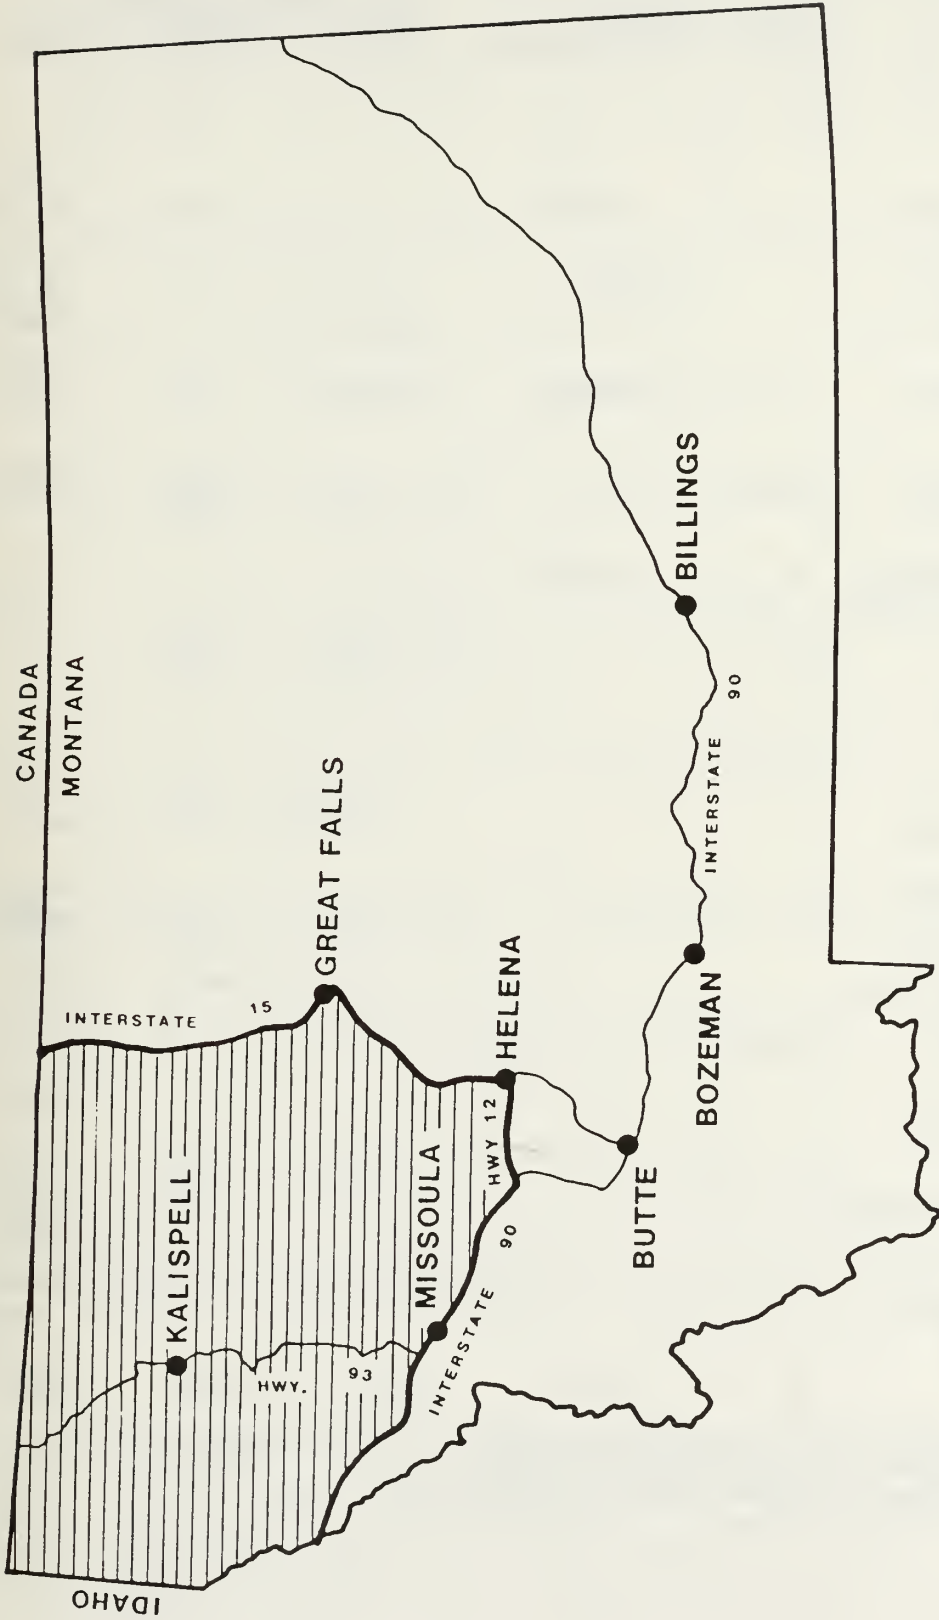 CANADA
MONTANA
IDAHO
INTERSTATE 15
KALISPELL
GREAT FALLS
HWY. 93
MISSOULA
HELENA
HWY 12
INTERSTATE 90
BUTTE
BOZEMAN
BILLINGS
INTERSTATE 90